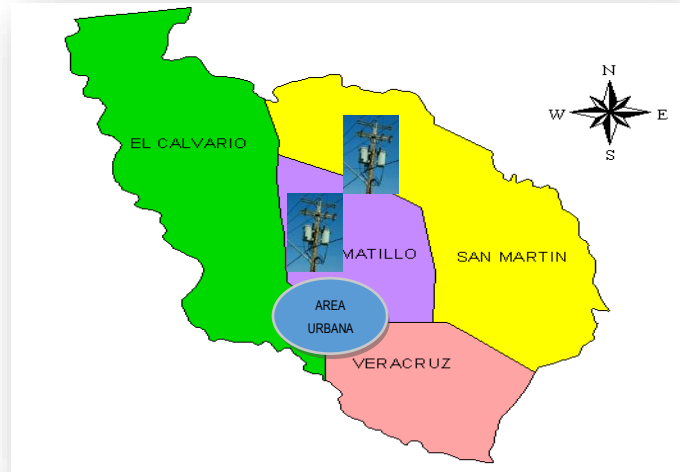 N
W E
S
EL CALVARIO
MATILLO
SAN MARTIN
AREA
URBANA
VERACRUZ